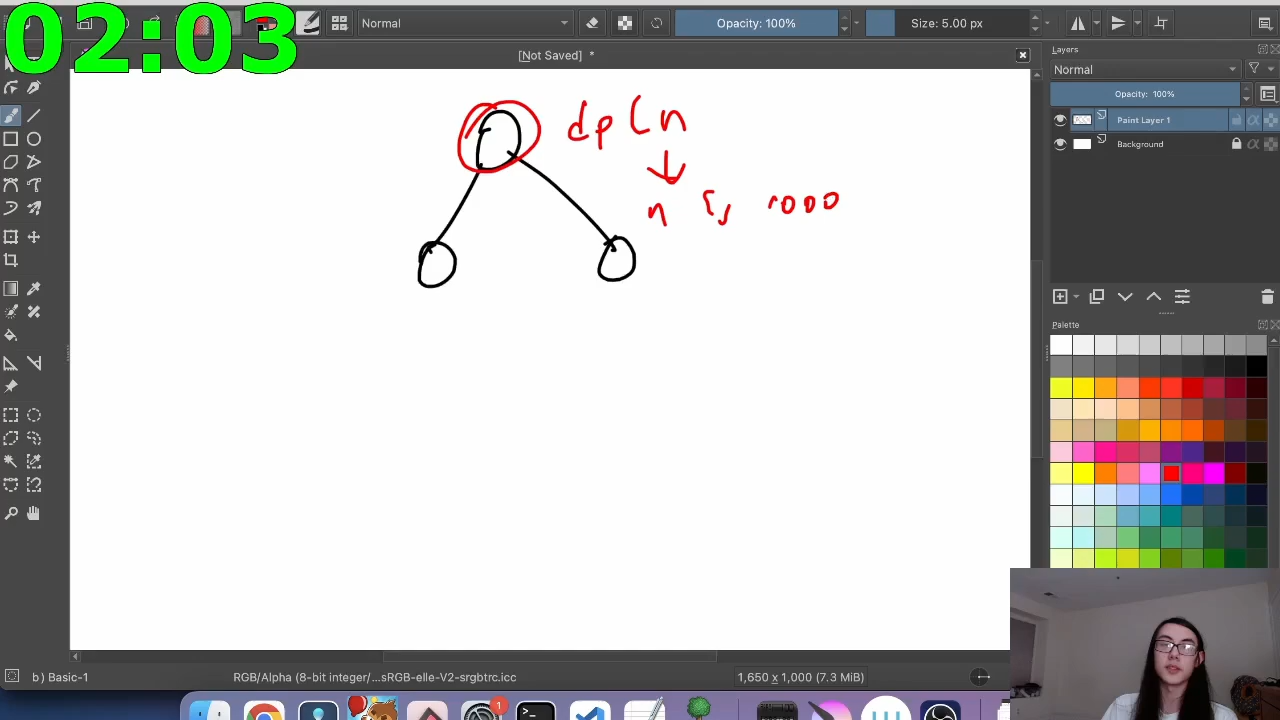 02:03
Normal
Opacity: 100%
Size: 5.00 px
[Not Saved] *
dp(n
n is 1000
Layers
Normal
Opacity: 100%
Paint Layer 1
Background
Palette
b) Basic-1
RGB/Alpha (8-bit integer/...sRGB-elle-V2-srgbtrc.icc
1,650 x 1,000 (7.3 MiB)
1